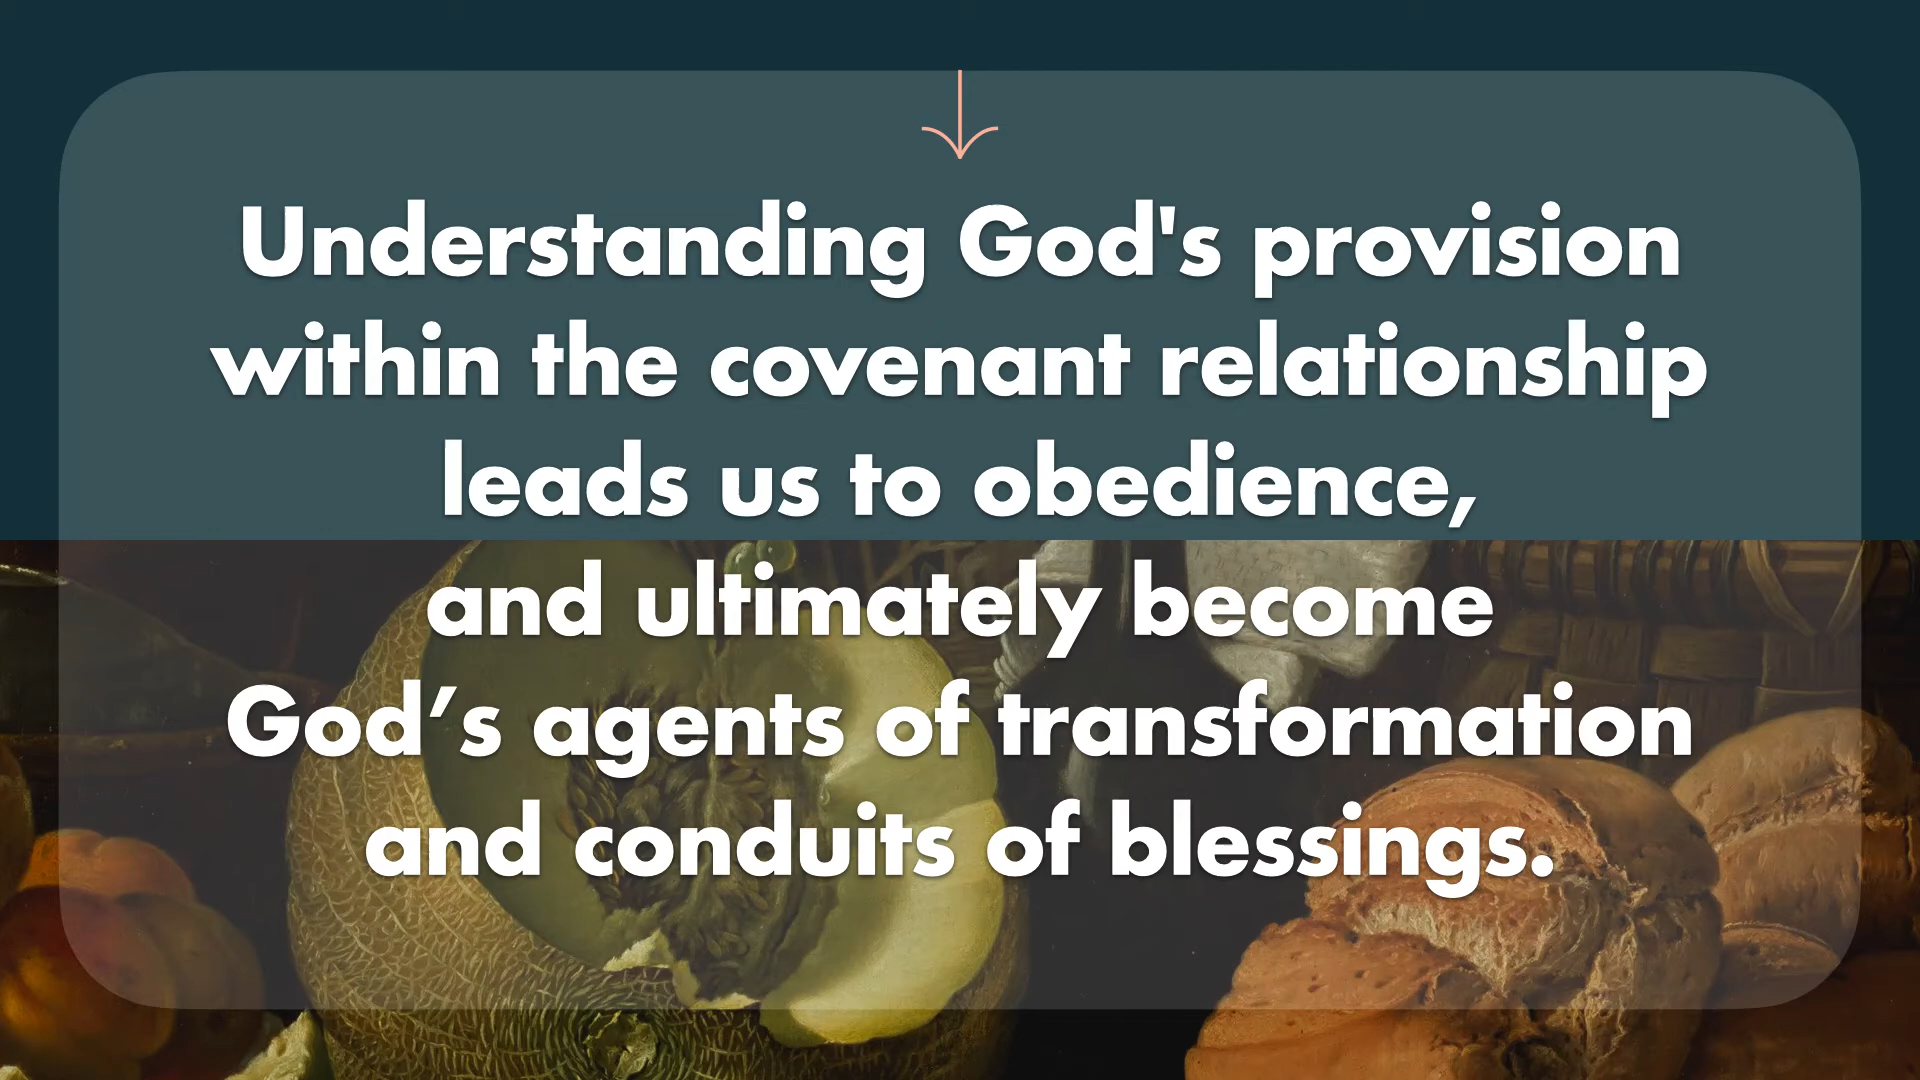 Understanding God's provision
within the covenant relationship
leads us to obedience,
and ultimately become
God’s agents of transformation
and conduits of blessings.